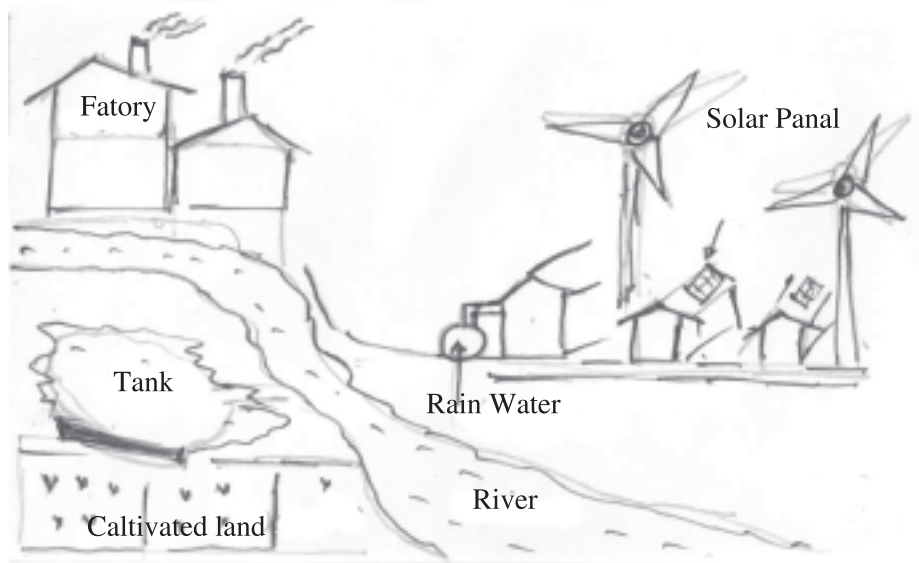 Fatory
Solar Panal
Tank
Rain Water
River
Caltivated land